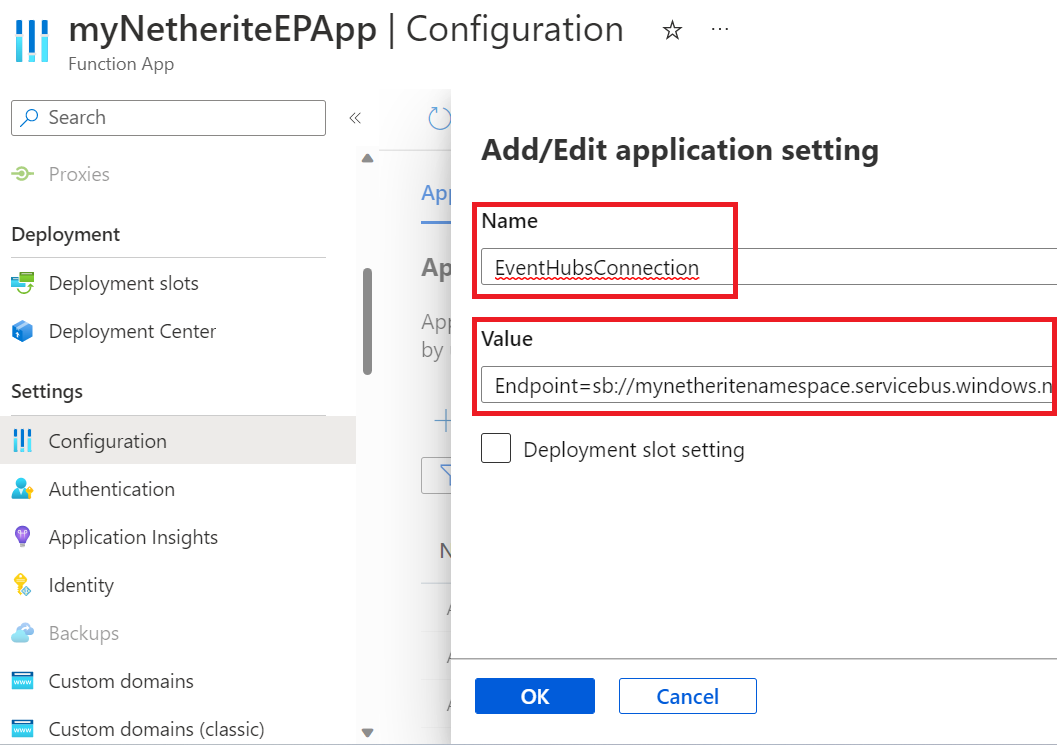 myNetheriteEPApp | Configuration
Function App
Search
Proxies
Deployment
Deployment slots
Deployment Center
Settings
Configuration
Authentication
Application Insights
Identity
Backups
Custom domains
Custom domains (classic)
Add/Edit application setting
Name
EventHubsConnection
Value
Endpoint=sb://mynetheritenamespace.servicebus.windows.n
Deployment slot setting
OK
Cancel
App
Ap
App
by